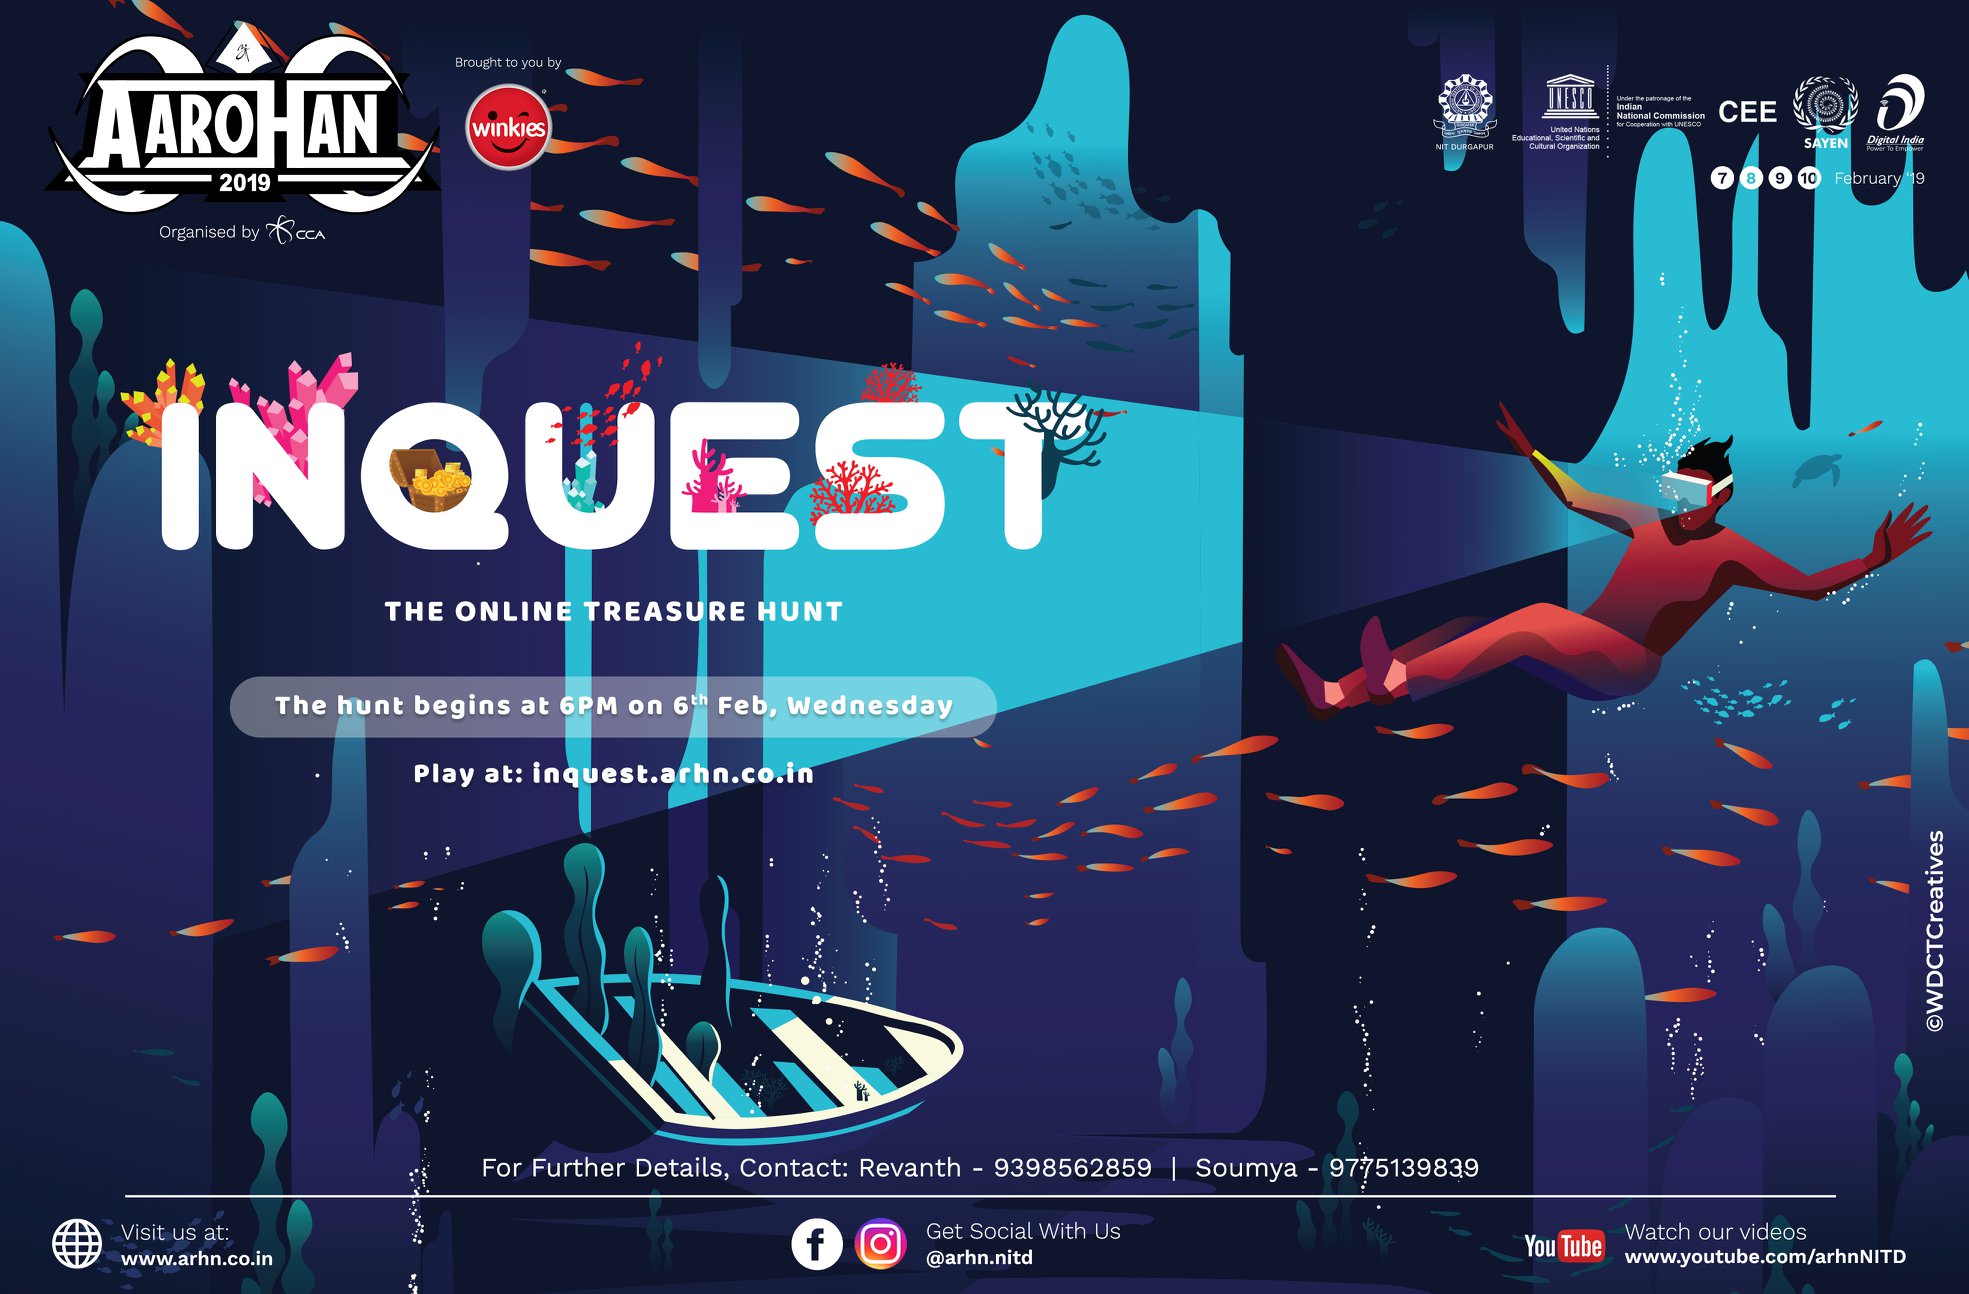 AAROHAN
2019
Organised by CCA
Brought to you by
winkies
NIT DURGAPUR
UNESCO
United Nations
Educational, Scientific and
Cultural Organization
Under the patronage of the
Indian
National Commission
for Cooperation with UNESCO
CEE
SAYEN
Digital India
Power To Empower
7 8 9 10 February '19
INQUEST
THE ONLINE TREASURE HUNT
The hunt begins at 6PM on 6th Feb, Wednesday
Play at: inquest.arhn.co.in
©WDCTCreatives
For Further Details, Contact: Revanth - 9398562859 | Soumya - 9775139839
Visit us at:
www.arhn.co.in
Get Social With Us
@arhn.nitd
YouTube
Watch our videos
www.youtube.com/arhnNITD